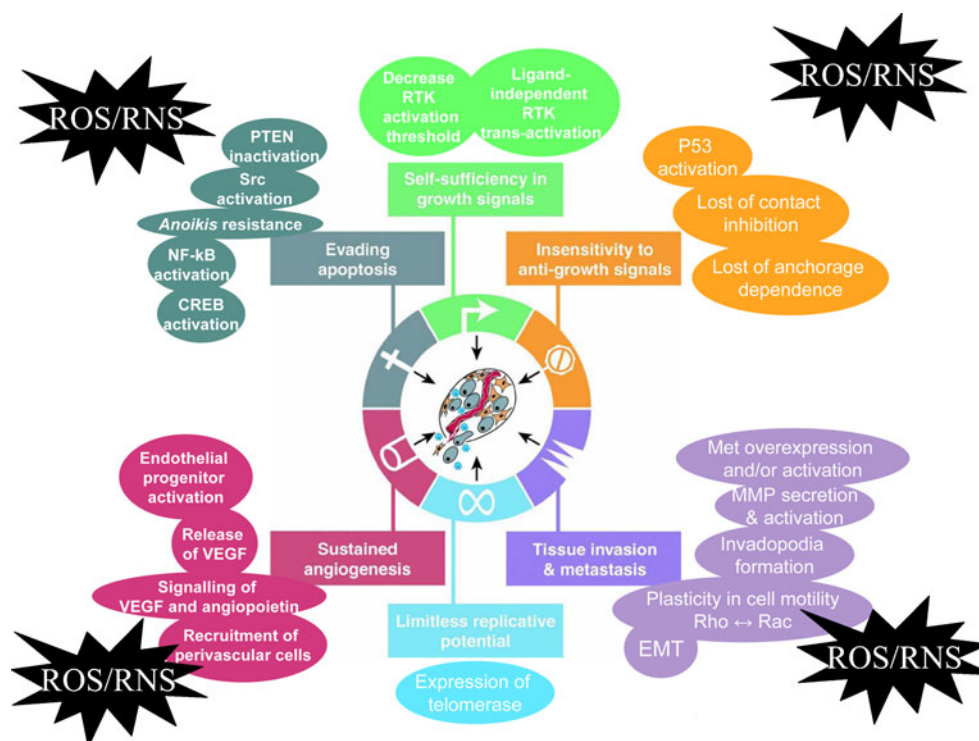 ROS/RNS
ROS/RNS
Decrease
RTK
activation
threshold
Ligand-
independent
RTK
trans-activation
Self-sufficiency in
growth signals
PTEN
inactivation
Src
activation
Anoikis resistance
NF-kB
activation
CREB
activation
Evading
apoptosis
P53
activation
Lost of contact
inhibition
Lost of anchorage
dependence
Insensitivity to
anti-growth signals
Endothelial
progenitor
activation
Release
of VEGF
Signalling of
VEGF and angiopoietin
Recruitment of
perivascular cells
Sustained
angiogenesis
Limitless replicative
potential
Expression of
telomerase
Tissue invasion
& metastasis
Met overexpression
and/or activation
MMP secretion
& activation
Invadopodia
formation
Plasticity in cell motility
Rho ↔ Rac
EMT
ROS/RNS
ROS/RNS